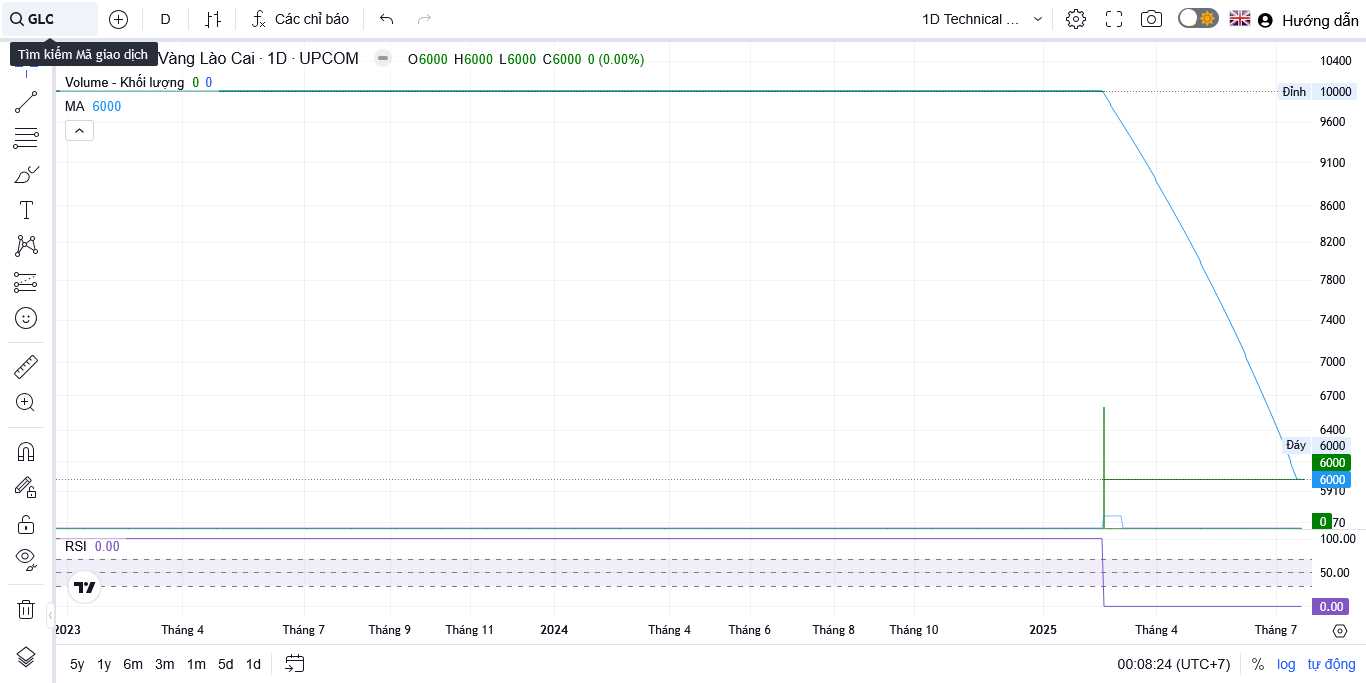 GLC
D
Các chỉ báo
1D Technical ...
Hướng dẫn
Tìm kiếm Mã giao dịch
Vàng Lào Cai · 1D · UPCOM
O6000 H6000 L6000 C6000 0 (0.00%)
Volume - Khối lượng 0 0
MA 6000
10400
Đỉnh 10000
9600
9100
8600
8200
7800
7400
7000
6700
6400
Đáy 6000
6000
6000
5910
0
70
RSI 0.00
100.00
50.00
0.00
2023 Tháng 4 Tháng 7 Tháng 9 Tháng 11 2024 Tháng 4 Tháng 6 Tháng 8 Tháng 10 2025 Tháng 4 Tháng 7
5y 1y 6m 3m 1m 5d 1d
00:08:24 (UTC+7) % log tự động